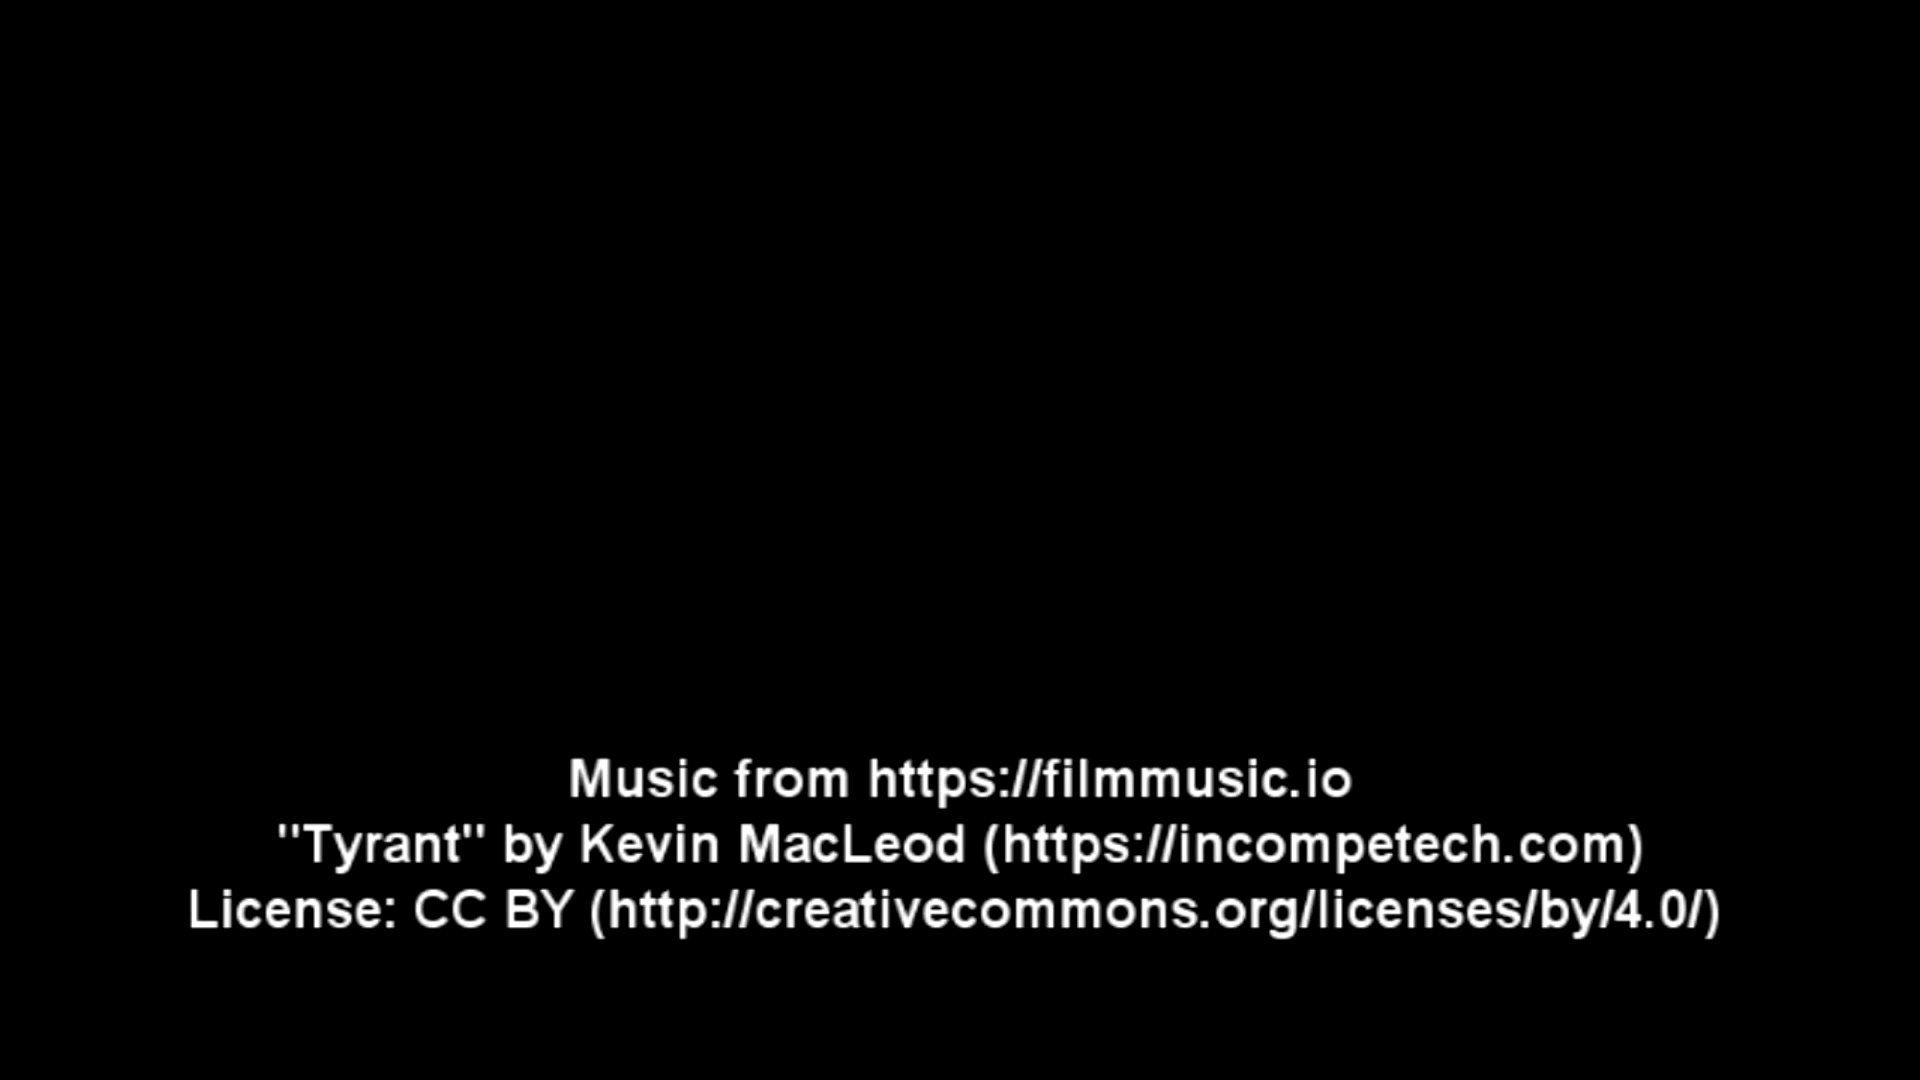 Music from https://filmmusic.io
"Tyrant" by Kevin MacLeod (https://incompetech.com)
License: CC BY (http://creativecommons.org/licenses/by/4.0/)